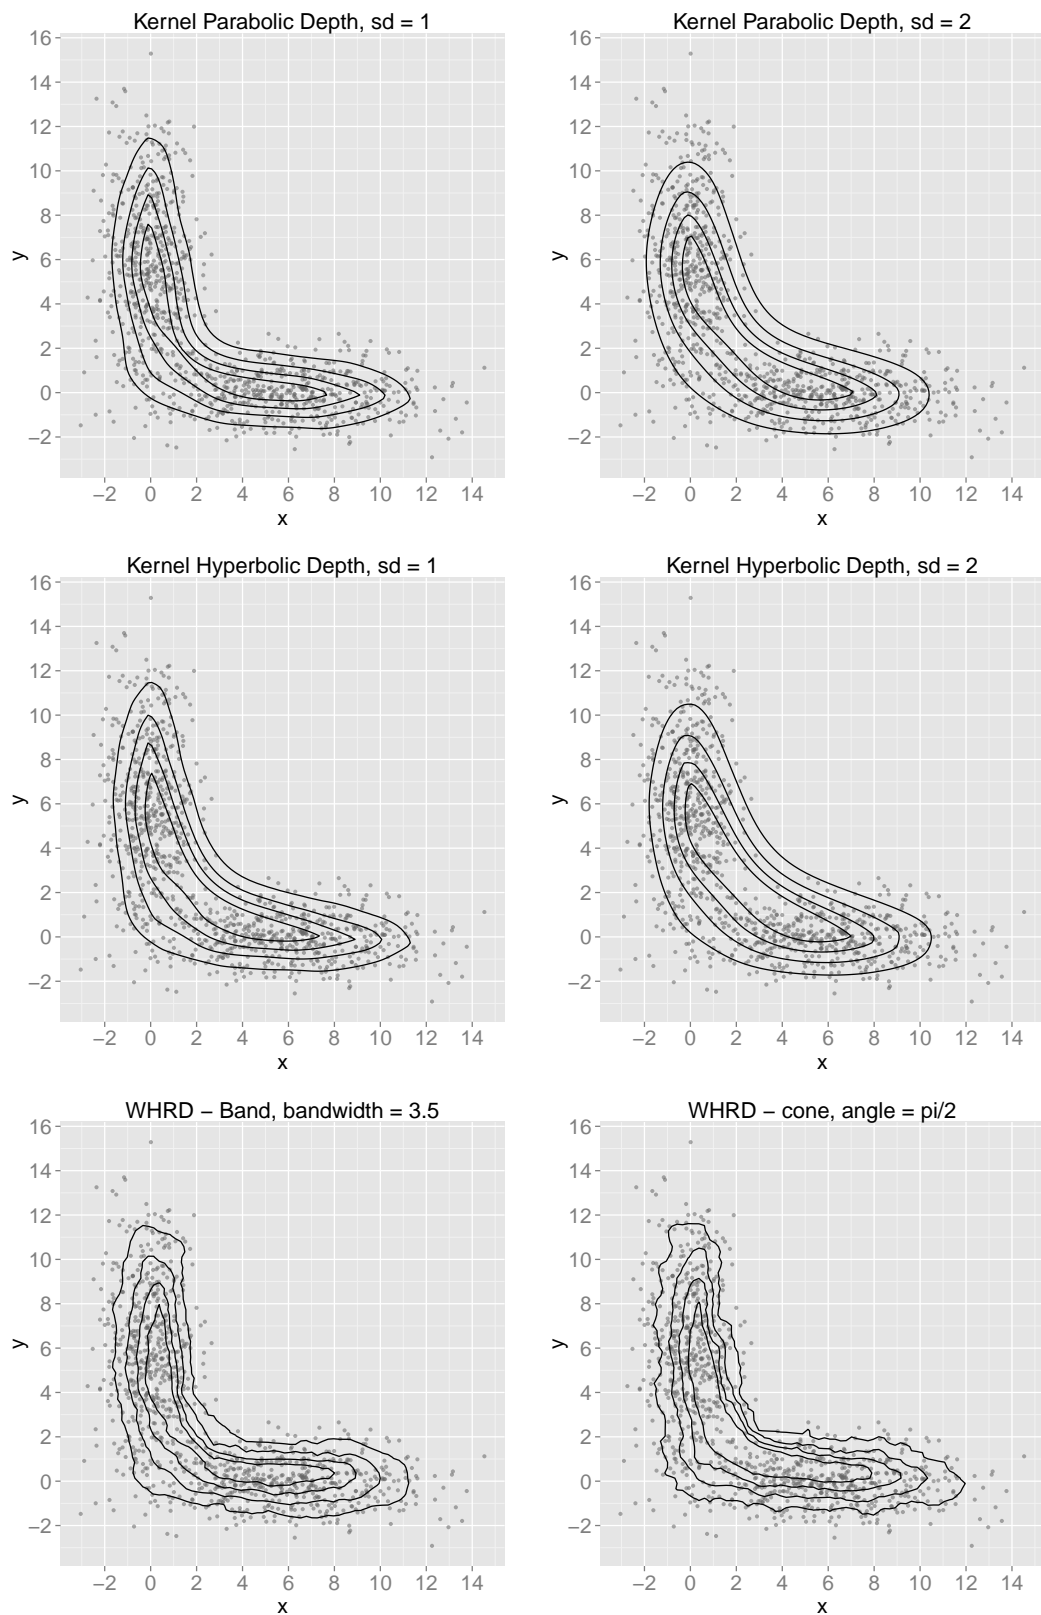 Kernel Parabolic Depth, sd = 1
16
14
12
10
8
6
4
2
0
−2
y
−2 0 2 4 6 8 10 12 14
x
Kernel Parabolic Depth, sd = 2
16
14
12
10
8
6
4
2
0
−2
y
−2 0 2 4 6 8 10 12 14
x
Kernel Hyperbolic Depth, sd = 1
16
14
12
10
8
6
4
2
0
−2
y
−2 0 2 4 6 8 10 12 14
x
Kernel Hyperbolic Depth, sd = 2
16
14
12
10
8
6
4
2
0
−2
y
−2 0 2 4 6 8 10 12 14
x
WHRD − Band, bandwidth = 3.5
16
14
12
10
8
6
4
2
0
−2
y
−2 0 2 4 6 8 10 12 14
x
WHRD − cone, angle = pi/2
16
14
12
10
8
6
4
2
0
−2
y
−2 0 2 4 6 8 10 12 14
x